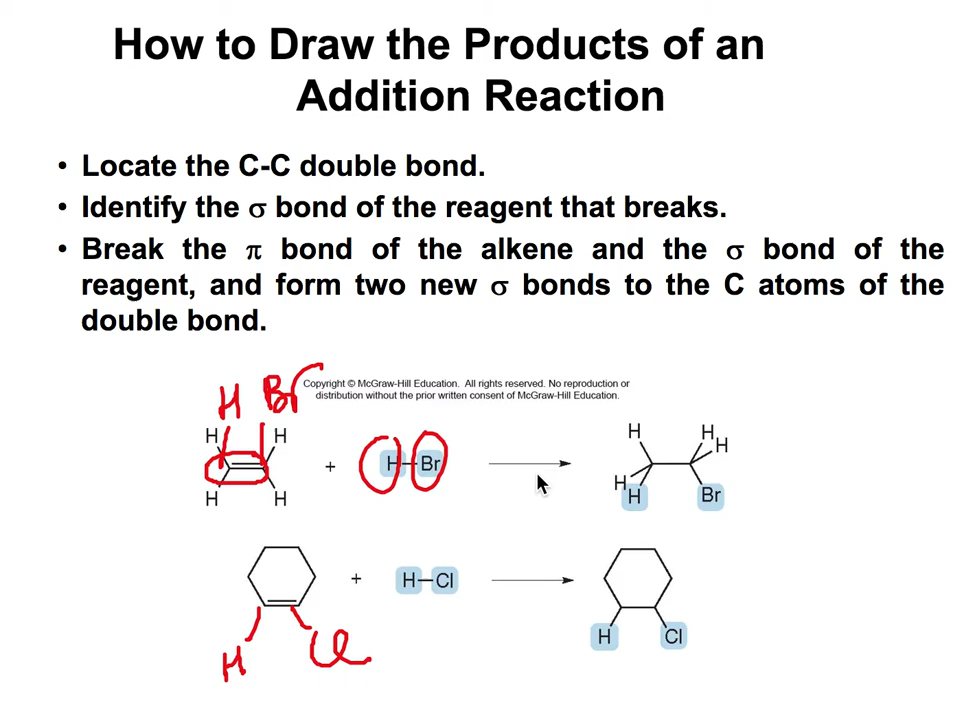 How to Draw the Products of an
Addition Reaction
• Locate the C-C double bond.
• Identify the σ bond of the reagent that breaks.
• Break the π bond of the alkene and the σ bond of the
reagent, and form two new σ bonds to the C atoms of the
double bond.
Copyright © McGraw-Hill Education. All rights reserved. No reproduction or
distribution without the prior written consent of McGraw-Hill Education.
H Br
H H + H–Br H H H
H H H H Br
+ H–Cl
H Cl H Cl